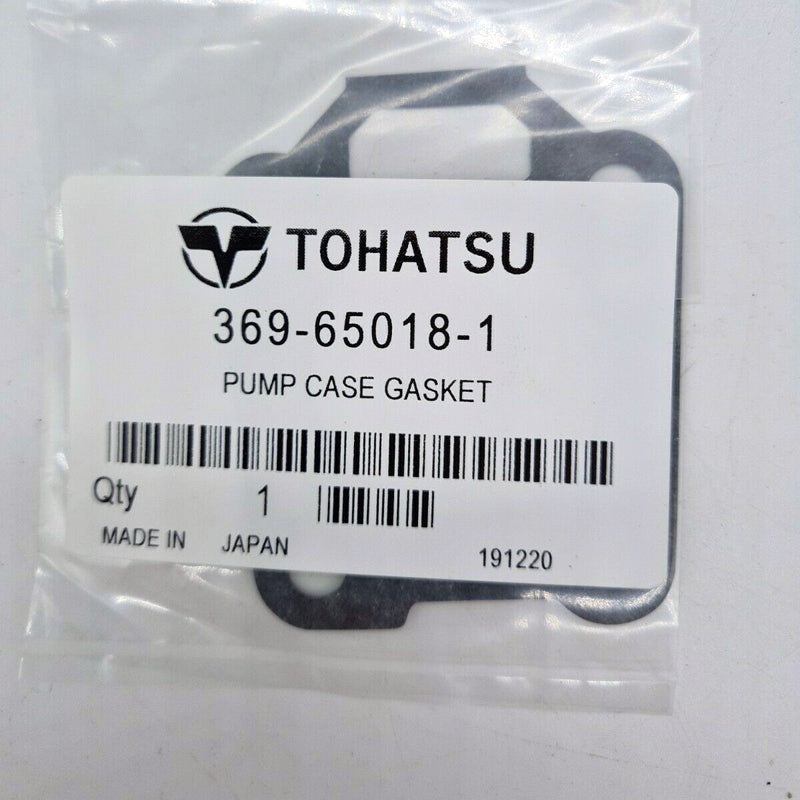 TOHATSU
369-65018-1
PUMP CASE GASKET
Qty 1
MADE IN JAPAN 191220